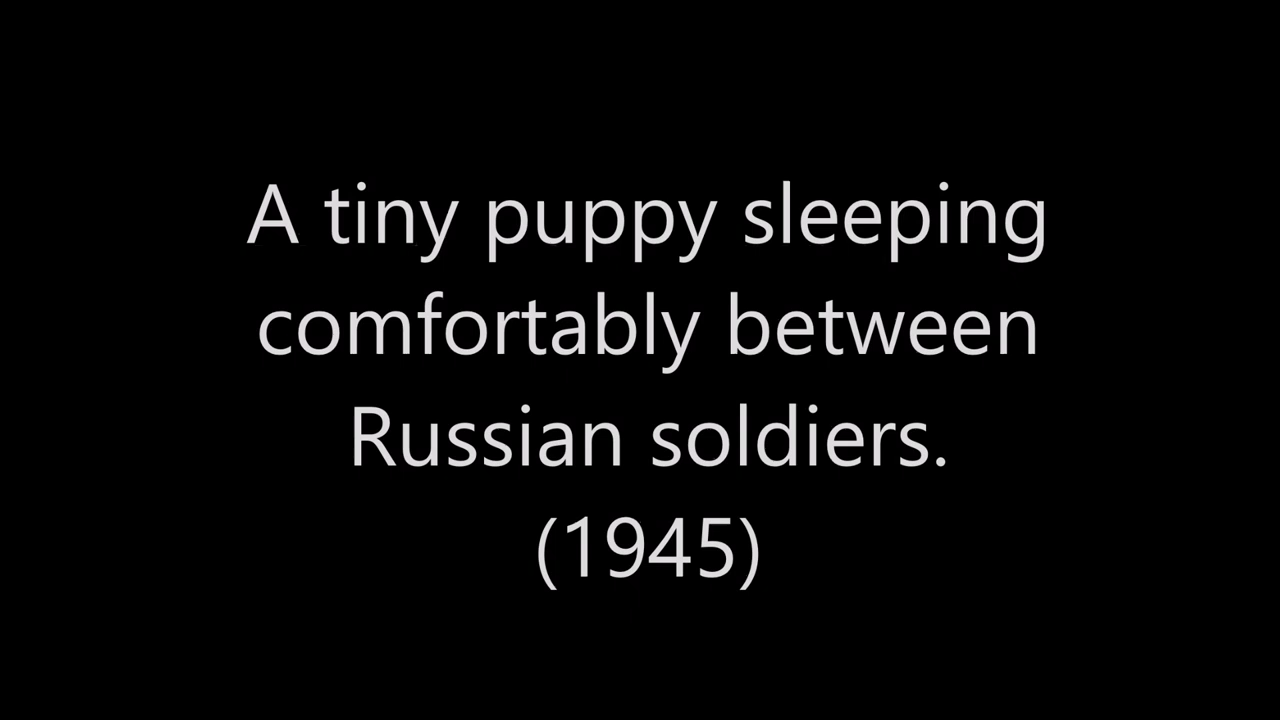 A tiny puppy sleeping
comfortably between
Russian soldiers.
(1945)